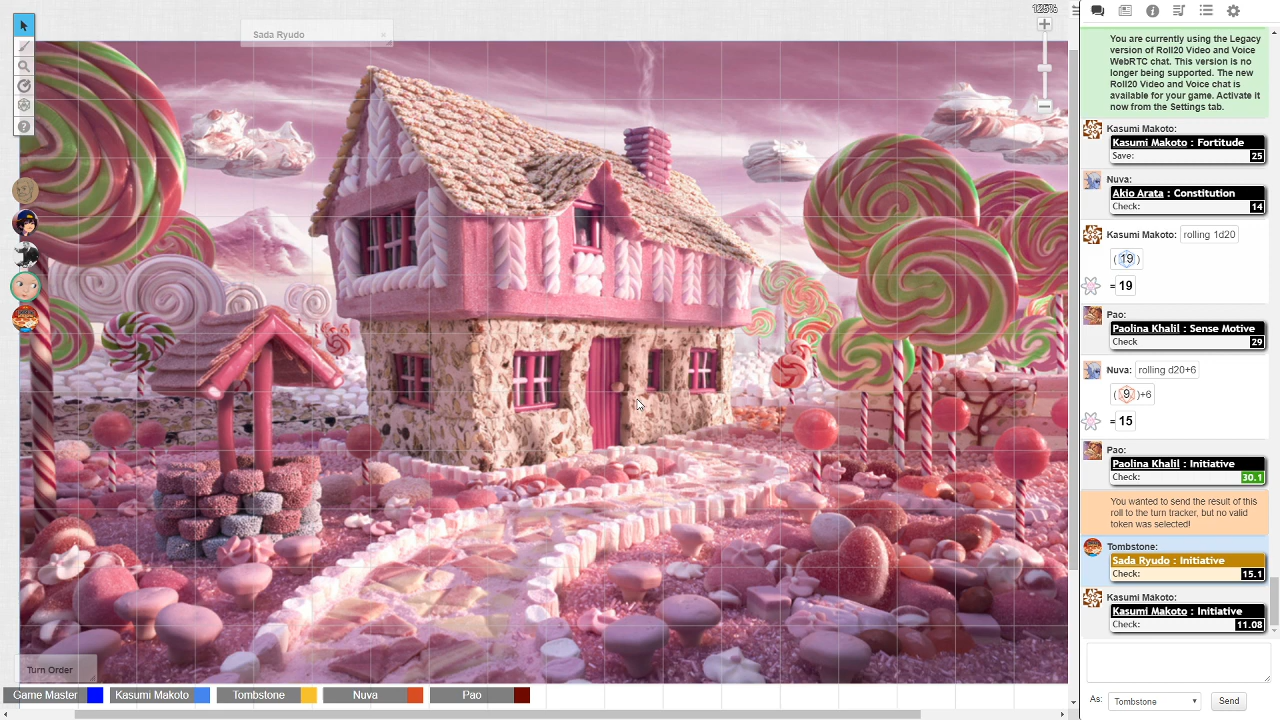 125%
Sada Ryudo ×
You are currently using the Legacy
version of Roll20 Video and Voice
WebRTC chat. This version is no
longer being supported. The new
Roll20 Video and Voice chat is
available for your game. Activate it
now from the Settings tab.
Kasumi Makoto:
Kasumi Makoto : Fortitude
Save: 25
Nuva:
Akio Arata : Constitution
Check: 14
Kasumi Makoto: rolling 1d20
(19)
=19
Pao:
Paolina Khalil : Sense Motive
Check 29
Nuva: rolling d20+6
(9)+6
=15
Pao:
Paolina Khalil : Initiative
Check: 30.1
You wanted to send the result of this
roll to the turn tracker, but no valid
token was selected!
Tombstone:
Sada Ryudo : Initiative
Check: 15.1
Kasumi Makoto:
Kasumi Makoto : Initiative
Check: 11.08
Turn Order
Game Master Kasumi Makoto Tombstone Nuva Pao
As: Tombstone Send